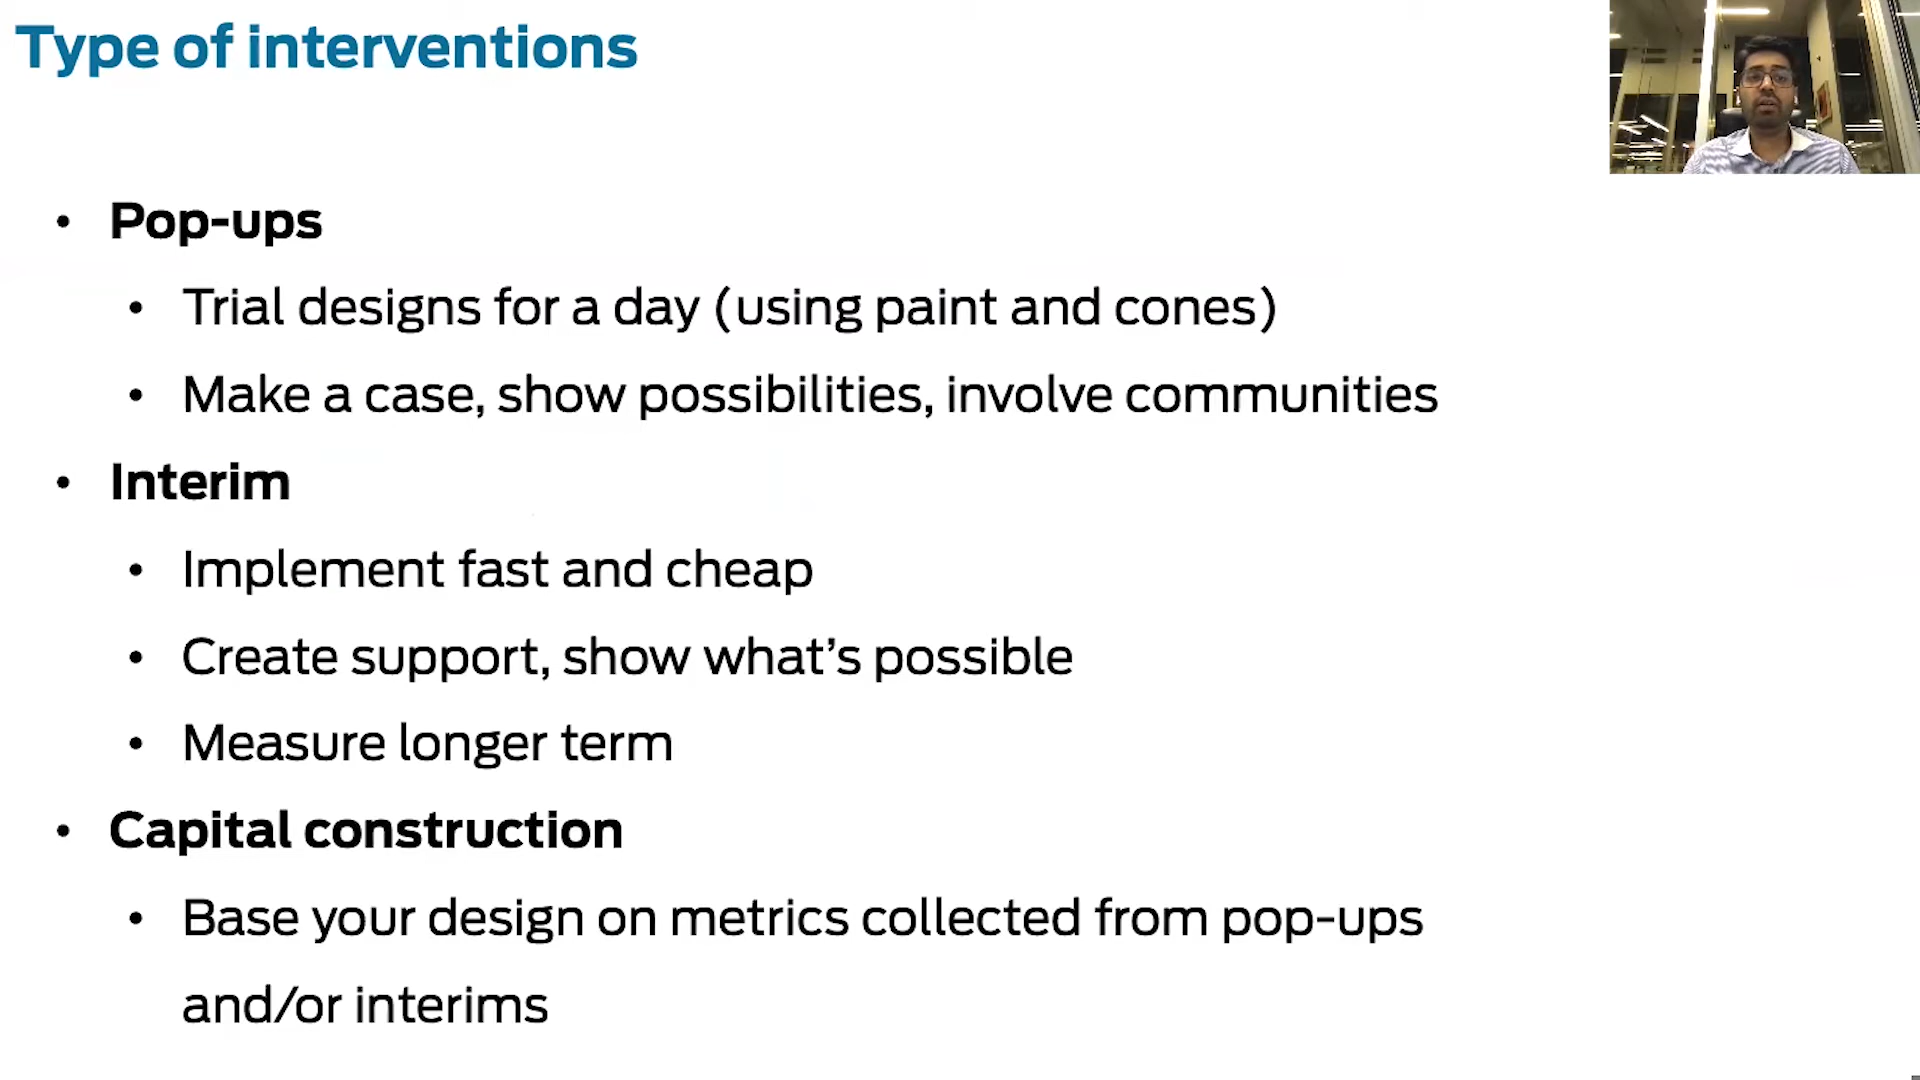 Type of interventions
• Pop-ups
• Trial designs for a day (using paint and cones)
• Make a case, show possibilities, involve communities
• Interim
• Implement fast and cheap
• Create support, show what’s possible
• Measure longer term
• Capital construction
• Base your design on metrics collected from pop-ups
and/or interims